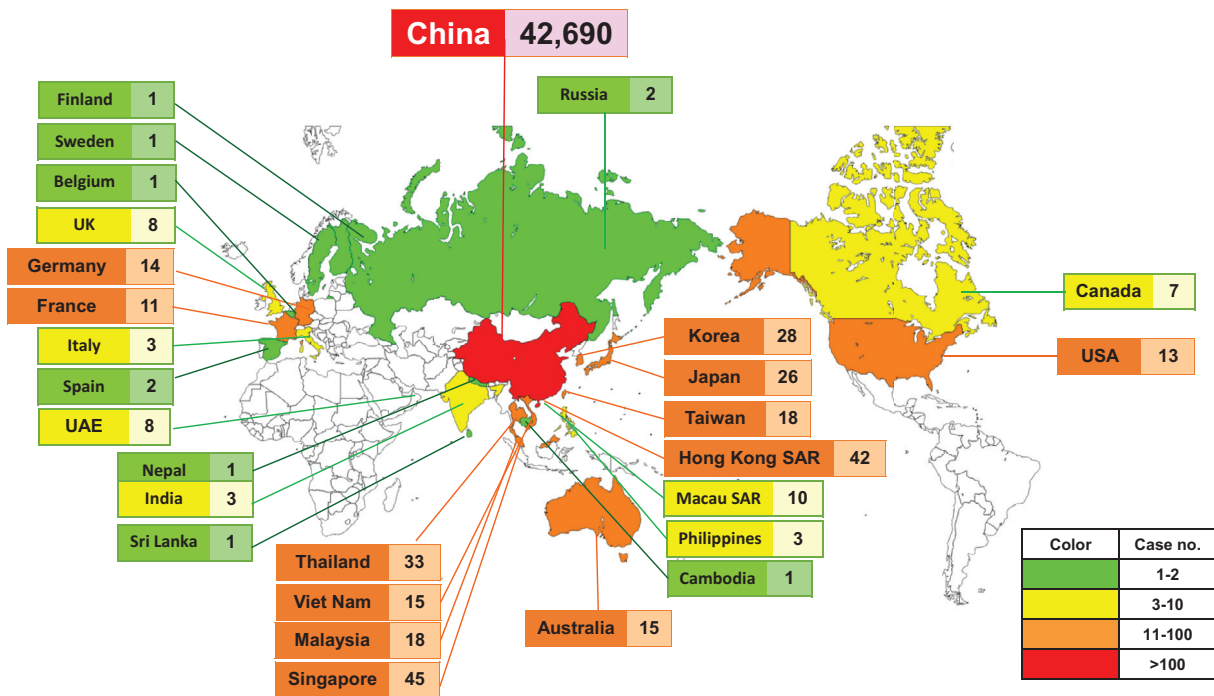 China 42,690
Finland 1
Russia 2
Sweden 1
Belgium 1
UK 8
Germany 14
France 11
Canada 7
Italy 3
Korea 28
USA 13
Spain 2
Japan 26
UAE 8
Taiwan 18
Nepal 1
Hong Kong SAR 42
India 3
Macau SAR 10
Sri Lanka 1
Philippines 3
Thailand 33
Cambodia 1
Viet Nam 15
Australia 15
Malaysia 18
Singapore 45
Color Case no.
1-2
3-10
11-100
>100